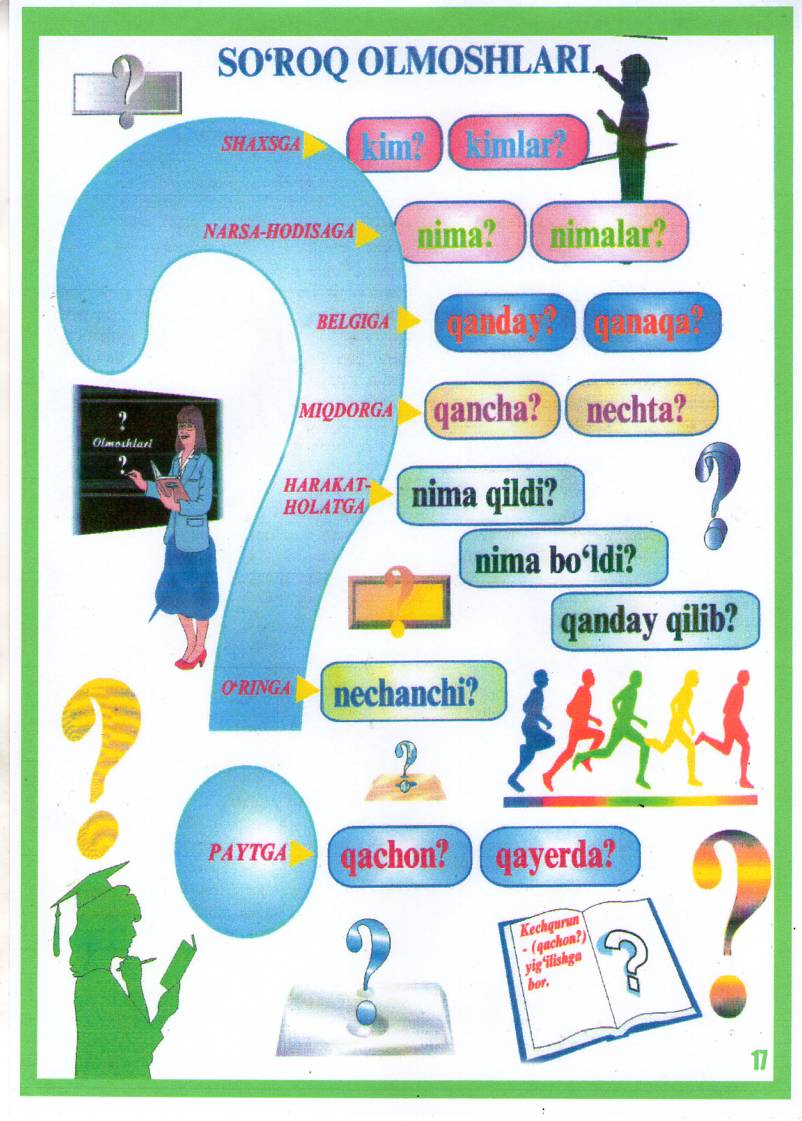 SO‘ROQ OLMOSHLARI
?
SHAXSGA kim? kimlar?
NARSA-HODISAGA nima? nimalar?
BELGIGA qanday? qanaqa?
MIQDORGA qancha? nechta?
?
Olmoshlari
?
HARAKAT-
HOLATGA nima qildi?
?
nima bo‘ldi?
?
qanday qilib?
O‘RINGA nechanchi?
?
?
PAYTGA qachon? qayerda?
?
?
Kechqurun
- (qachon?)
yig‘ilishga
bor.
?
17